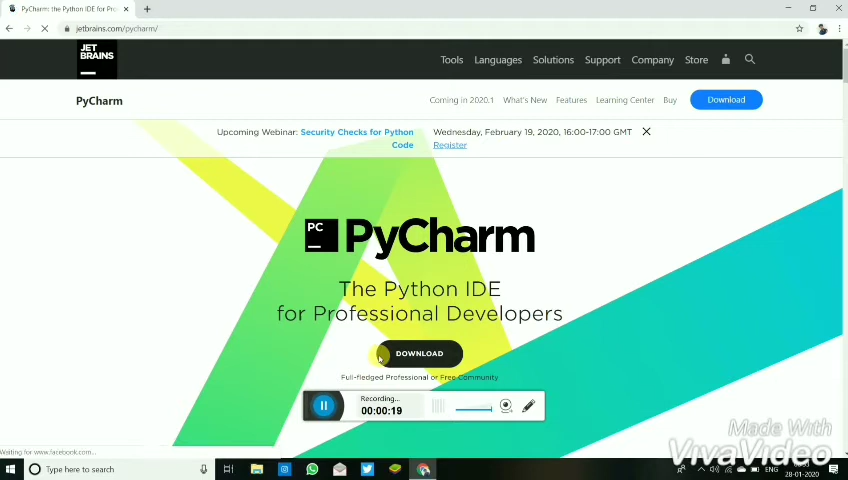 PyCharm: the Python IDE for Pro
jetbrains.com/pycharm/
JET
BRAINS
Tools Languages Solutions Support Company Store
PyCharm
Coming in 2020.1 What's New Features Learning Center Buy Download
Upcoming Webinar: Security Checks for Python
Code
Wednesday, February 19, 2020, 16:00-17:00 GMT
Register
PC
PyCharm
The Python IDE
for Professional Developers
DOWNLOAD
Full-fledged Professional or Free Community
Recording...
00:00:19
Made With
VivaVideo
Waiting for www.facebook.com...
Type here to search
ENG
28-01-2020